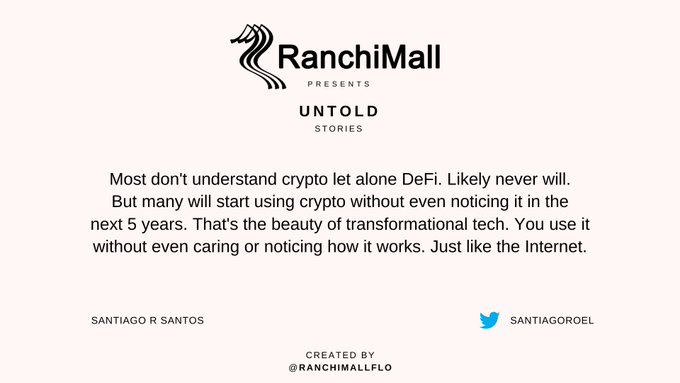 RanchiMall
PRESENTS
UNTOLD
STORIES
Most don't understand crypto let alone DeFi. Likely never will.
But many will start using crypto without even noticing it in the
next 5 years. That's the beauty of transformational tech. You use it
without even caring or noticing how it works. Just like the Internet.
SANTIAGO R SANTOS
SANTIAGOROEL
CREATED BY
@RANCHIMALLFLO